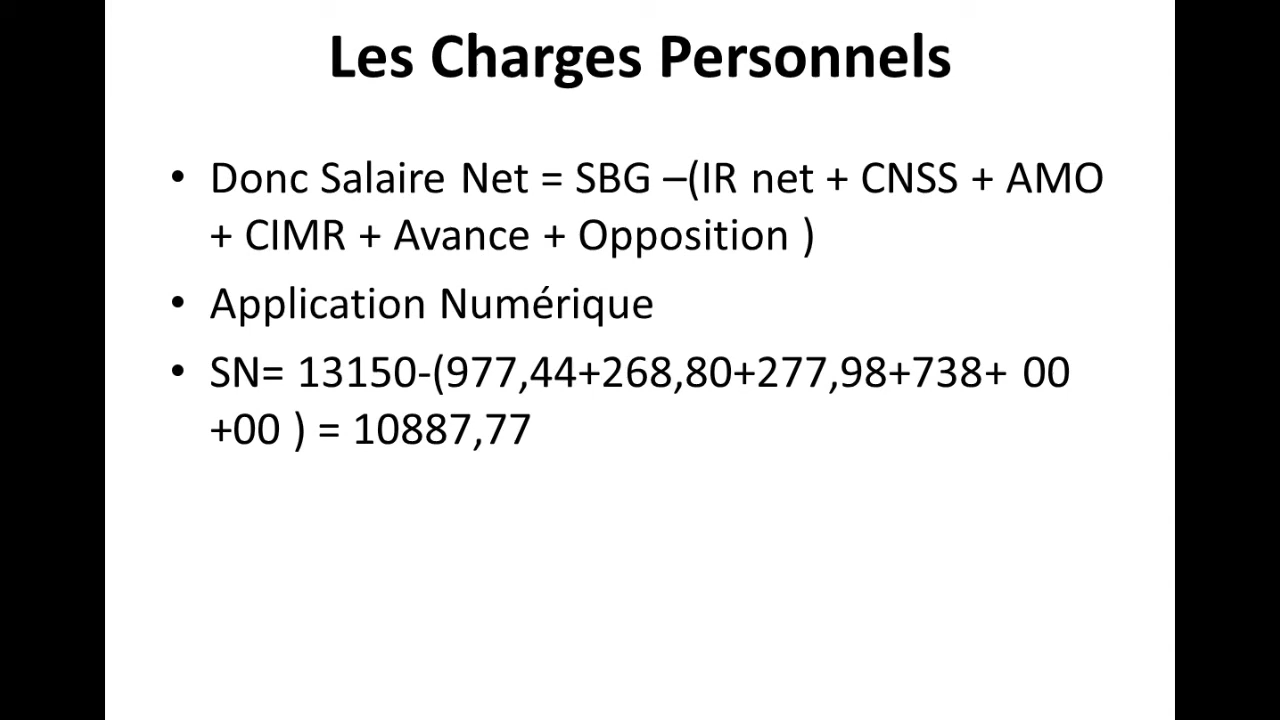 Les Charges Personnels
• Donc Salaire Net = SBG –(IR net + CNSS + AMO
+ CIMR + Avance + Opposition )
• Application Numérique
• SN= 13150-(977,44+268,80+277,98+738+ 00
+00 ) = 10887,77